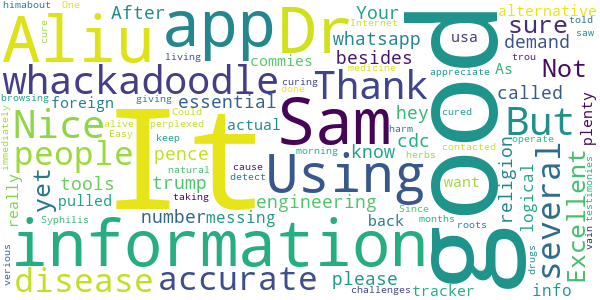 Aliu
app
Dr
After
Your
alternative
One
himabout
Internet
saw
told
cure
living
commies
whatsapp
usa
sure
demand
besides
whackadoodle
curing
medicine
As
trou
Not
browsing
foreign
essential
giving
done
Thank
appreciate
cured
called
plenty
Nice
alive
Could
perplexed
Easy
actual
Sam
hey
harm
operate
But
immediately
people
keep
pence
cdc
herbs
contacted
yet
tools
natural
trump
cause
detect
morning
know
want
religion
logical
several
Excellent
testimonies
really
pulled
taking
engineering
Using
good
Syphilis
number
messing
back
Since
months
roots
It
information
please
drugs
vain
verious
disease
accurate
challenges
tracker
info